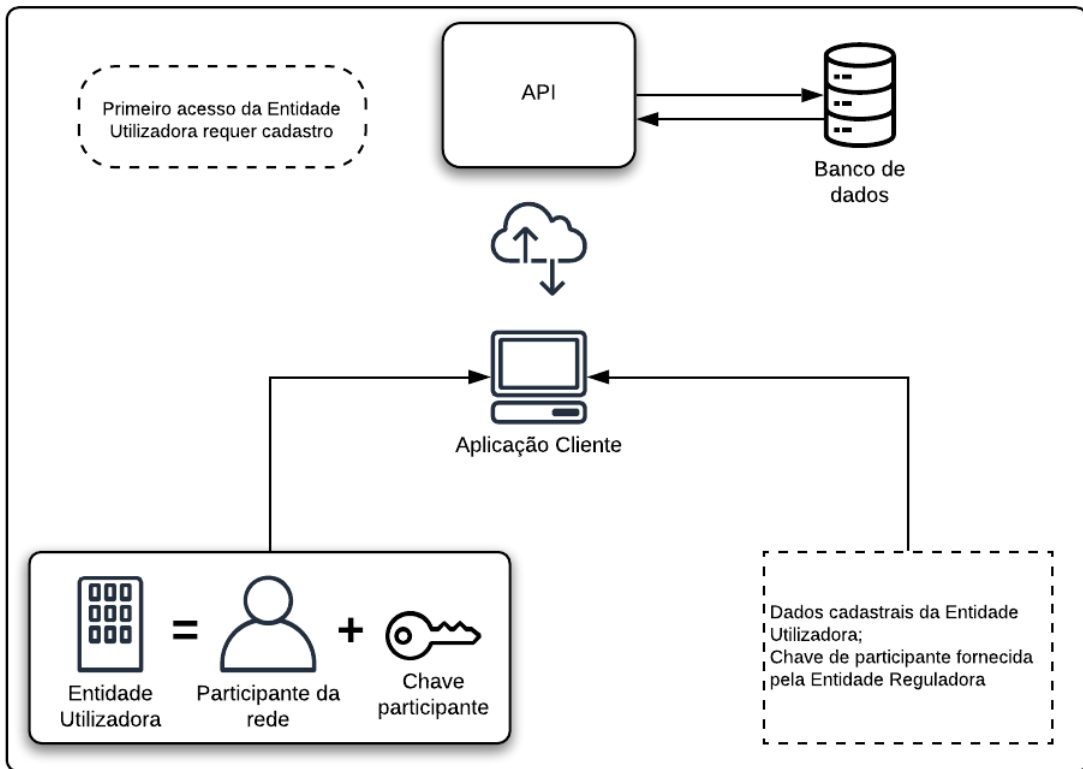 API
Primeiro acesso da Entidade
Utilizadora requer cadastro
Banco de
dados
Aplicação Cliente
Entidade
Utilizadora
=
Participante da
rede
+
Chave
participante
Dados cadastrais da Entidade
Utilizadora;
Chave de participante fornecida
pela Entidade Reguladora